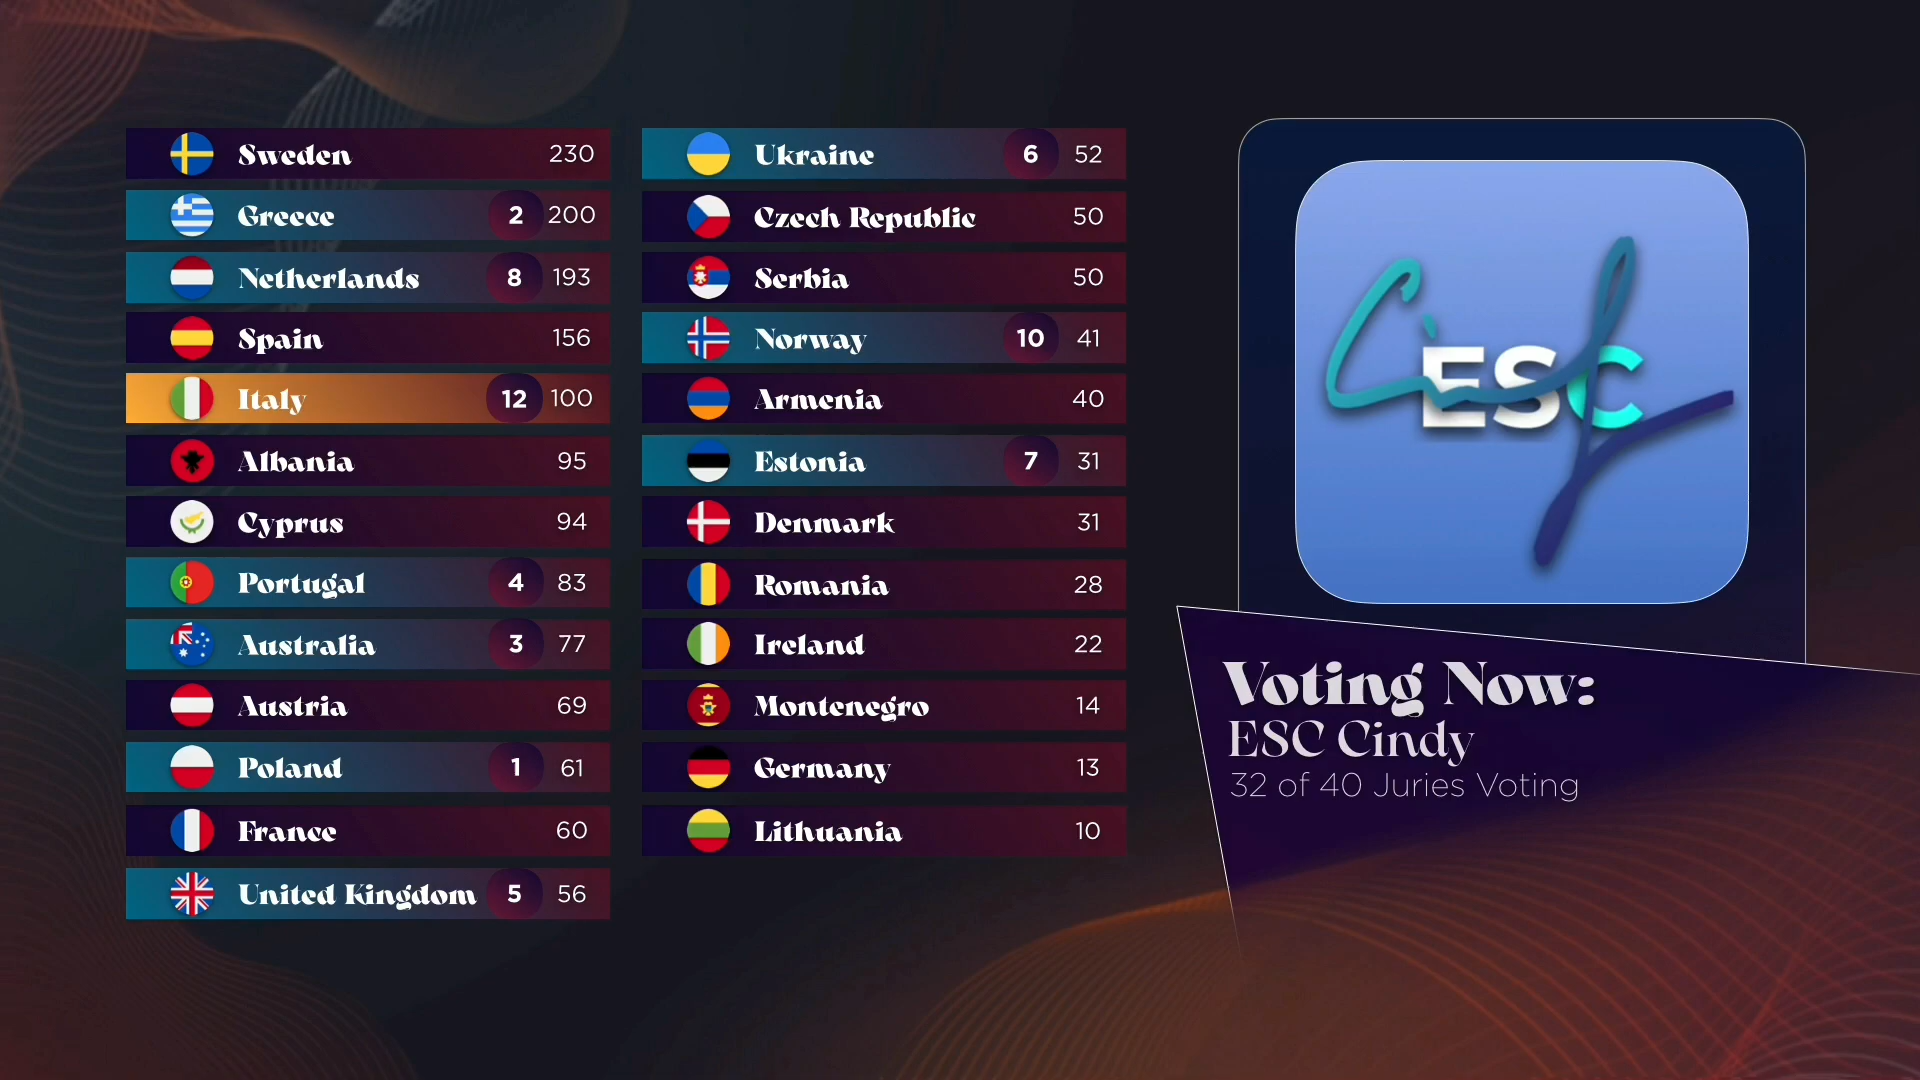 Sweden 230
Greece 2 200
Netherlands 8 193
Spain 156
Italy 12 100
Albania 95
Cyprus 94
Portugal 4 83
Australia 3 77
Austria 69
Poland 1 61
France 60
United Kingdom 5 56
Ukraine 6 52
Czech Republic 50
Serbia 50
Norway 10 41
Armenia 40
Estonia 7 31
Denmark 31
Romania 28
Ireland 22
Montenegro 14
Germany 13
Lithuania 10
Cindy
ESC
Voting Now:
ESC Cindy
32 of 40 Juries Voting